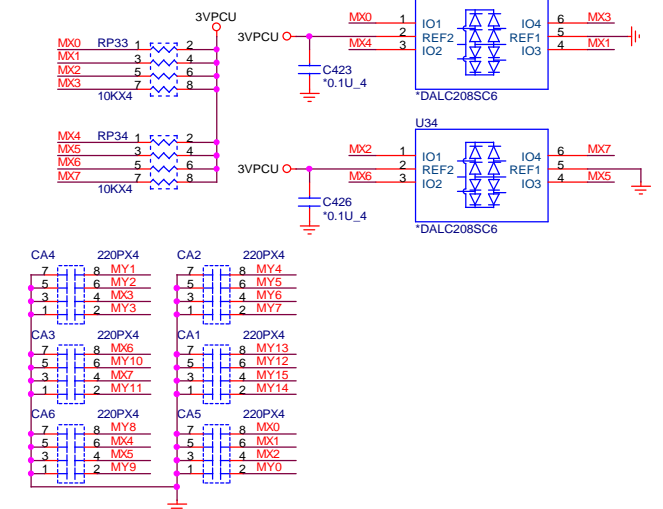 3VPCU
MX0 RP33 1 2
MX1 3 4
MX2 5 6
MX3 7 8
10KX4
MX4 RP34 1 2
MX5 3 4
MX6 5 6
MX7 7 8
10KX4
3VPCU
MX0 1 IO1 IO4 6 MX3
2 REF2 REF1 5
MX4 3 IO2 IO3 4 MX1
C423
*0.1U_4
*DALC208SC6
U34
3VPCU
MX2 1 IO1 IO4 6 MX7
2 REF2 REF1 5
MX6 3 IO2 IO3 4 MX5
C426
*0.1U_4
*DALC208SC6
CA4 220PX4
7 8 MY1
5 6 MY2
3 4 MX3
1 2 MY3
CA2 220PX4
7 8 MY4
5 6 MY5
3 4 MY6
1 2 MY7
CA3 220PX4
7 8 MX6
5 6 MY10
3 4 MX7
1 2 MY11
CA1 220PX4
7 8 MY13
5 6 MY12
3 4 MY15
1 2 MY14
CA6 220PX4
7 8 MY8
5 6 MX4
3 4 MX5
1 2 MY9
CA5 220PX4
7 8 MX0
5 6 MX1
3 4 MX2
1 2 MY0